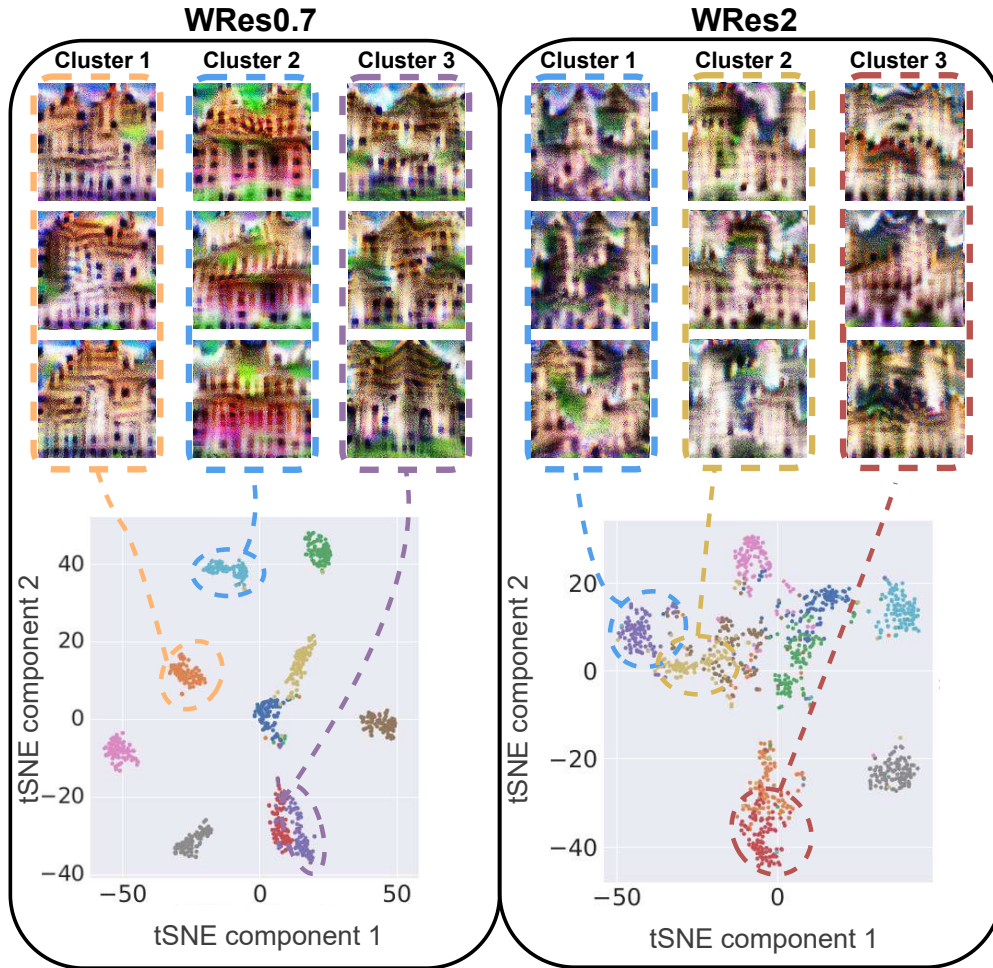 WRes0.7
WRes2
Cluster 1 Cluster 2 Cluster 3
Cluster 1 Cluster 2 Cluster 3
40
20
0
−20
−40
−50 0 50
tSNE component 2
tSNE component 1
20
0
−20
−40
−50 0
tSNE component 2
tSNE component 1